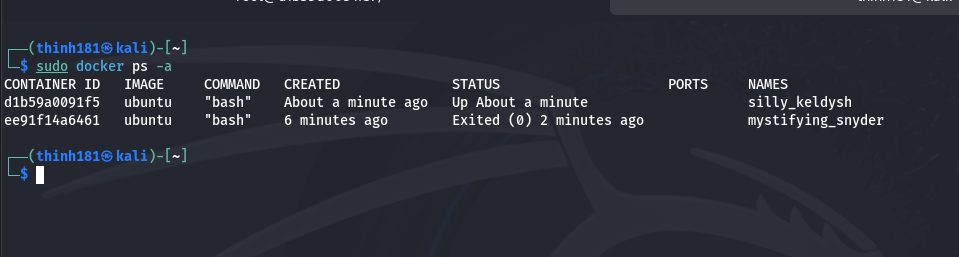 (thinh181㉿kali)-[~]
$ sudo docker ps -a
CONTAINER ID IMAGE COMMAND CREATED STATUS PORTS NAMES
d1b59a0091f5 ubuntu "bash" About a minute ago Up About a minute silly_keldysh
ee91f14a6461 ubuntu "bash" 6 minutes ago Exited (0) 2 minutes ago mystifying_snyder
(thinh181㉿kali)-[~]
$